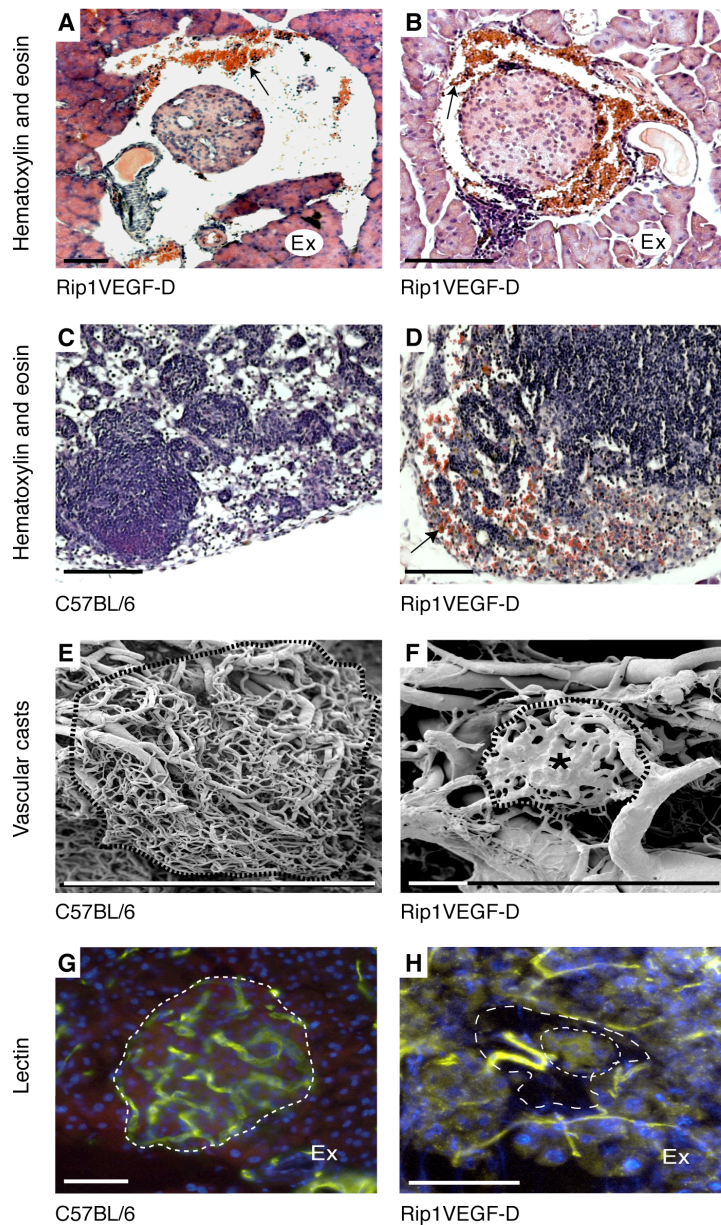 Hematoxylin and eosin
A
Ex
Rip1VEGF-D
B
Ex
Rip1VEGF-D
Hematoxylin and eosin
C
C57BL/6
D
Rip1VEGF-D
Vascular casts
E
C57BL/6
F
Rip1VEGF-D
Lectin
G
Ex
C57BL/6
H
Ex
Rip1VEGF-D